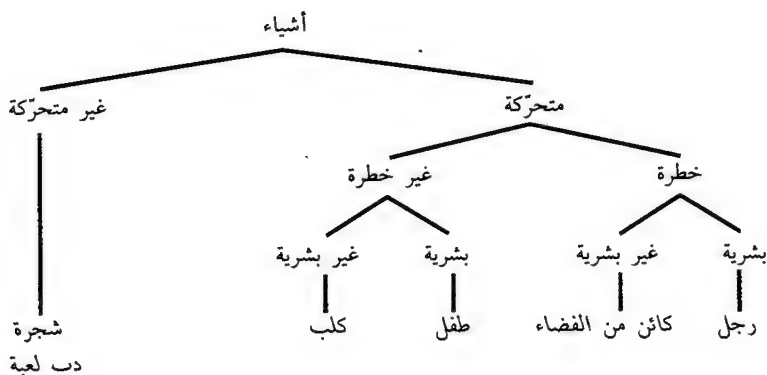 أشياء
متحرّكة
غير متحرّكة
خطرة
غير خطرة
بشرية
غير بشرية
بشرية
غير بشرية
رجل
كائن من الفضاء
طفل
كلب
شجرة
دب لعبة